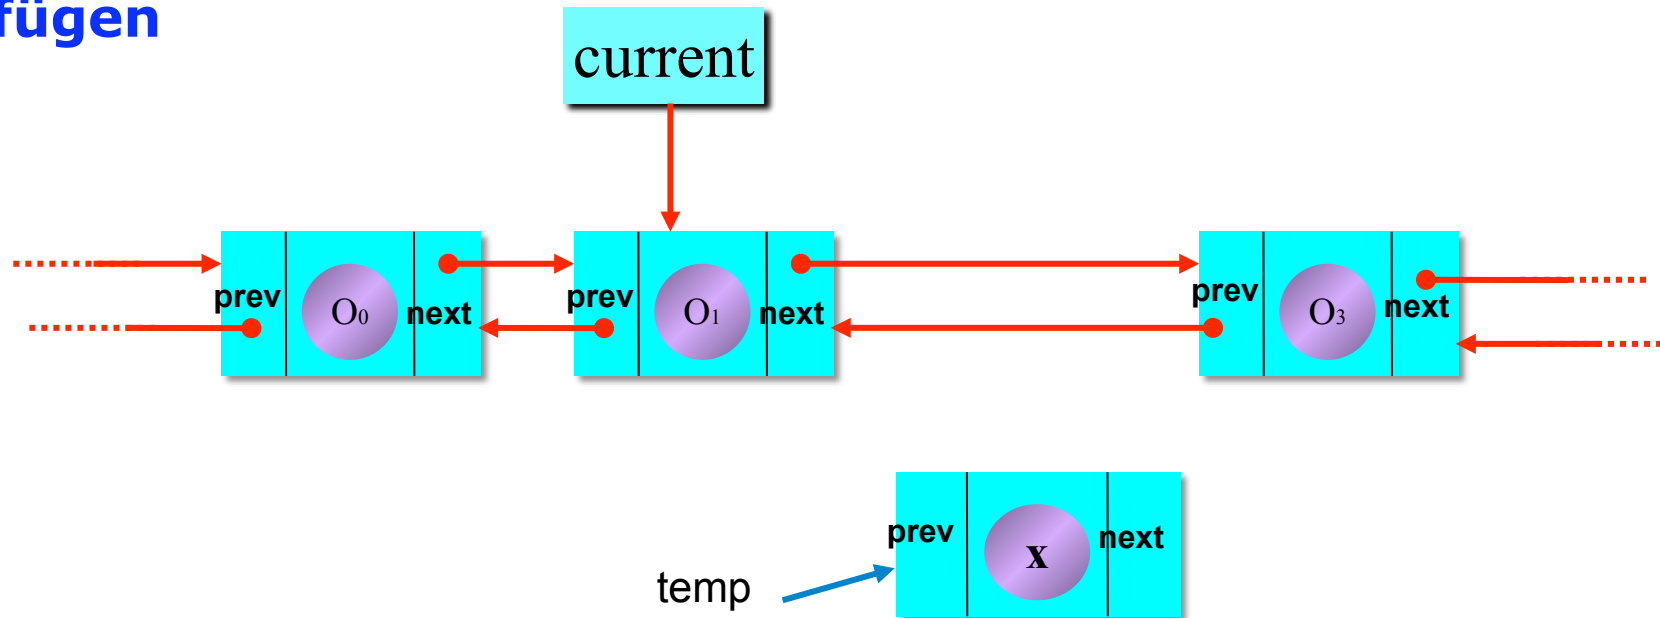 fügen
current
prev O₀ next prev O₁ next prev O₃ next
prev x next
temp